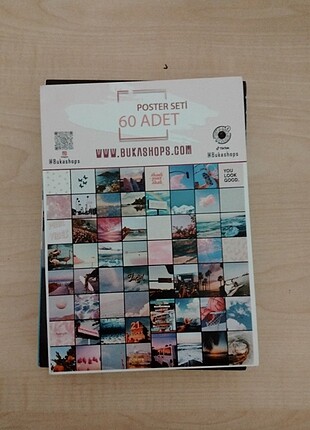 POSTER SETİ
60 ADET
#Bukashops
#Bukashops
WWW.BUKASHOPS.COM
YOU
LOOK
GOOD.